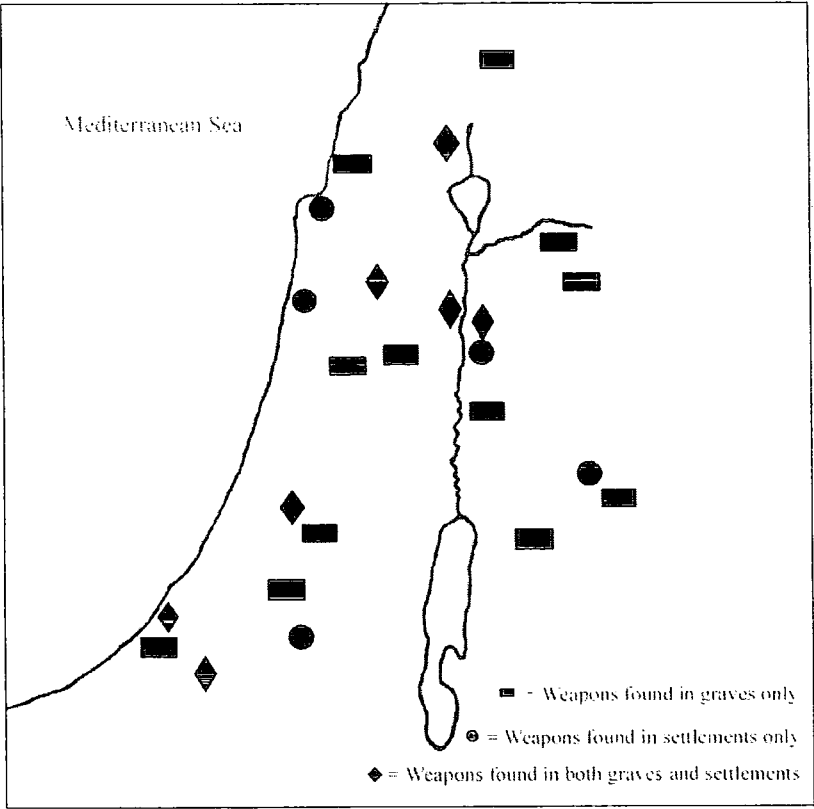 Mediterranean Sea
- Weapons found in graves only
= Weapons found in settlements only
= Weapons found in both graves and settlements